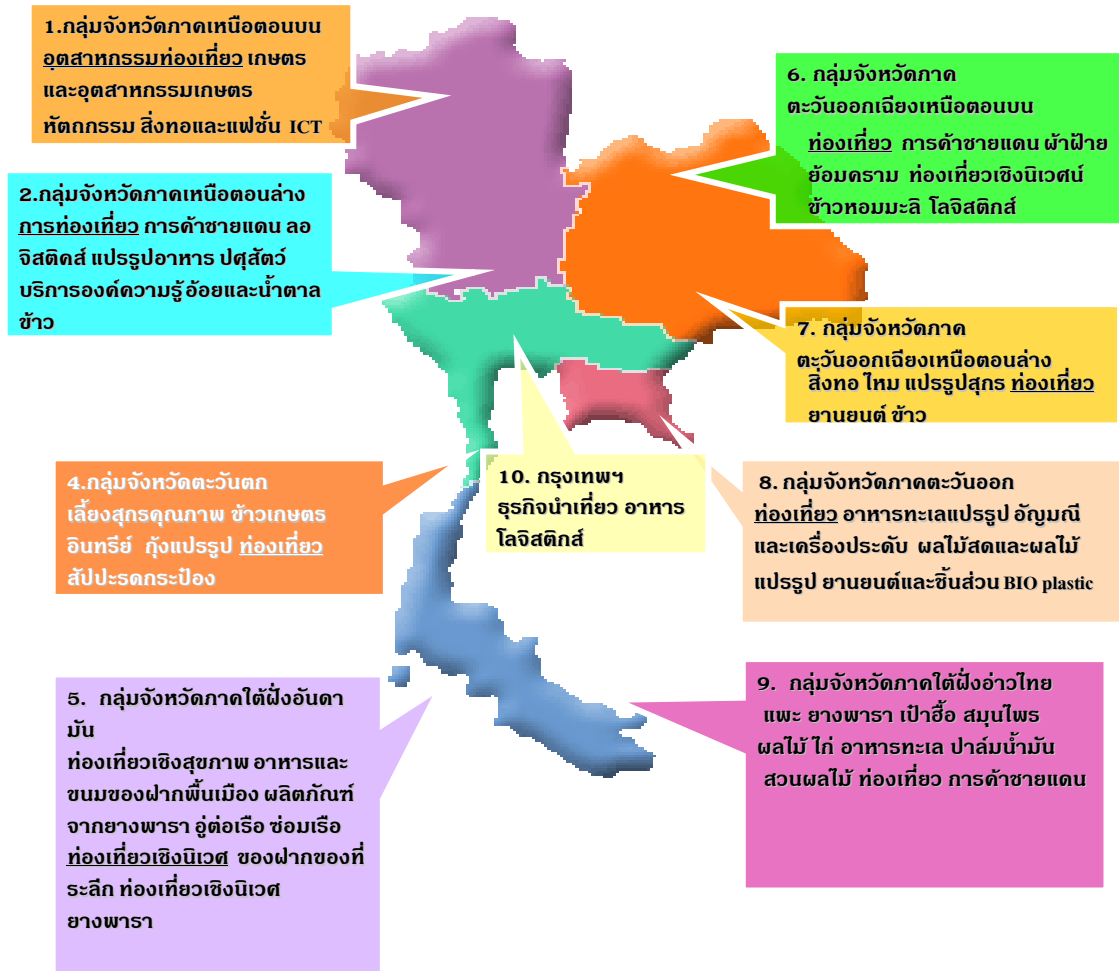 1.กลุ่มจังหวัดภาคเหนือตอนบน
อุตสาหกรรมท่องเที่ยว เกษตร
และอุตสาหกรรมเกษตร
หัตถกรรม สิ่งทอและแฟชั่น ICT
2.กลุ่มจังหวัดภาคเหนือตอนล่าง
การท่องเที่ยว การค้าชายแดน ลอ
จิสติคส์ แปรรูปอาหาร ปศุสัตว์
บริการองค์ความรู้ อ้อยและน้ำตาล
ข้าว
4.กลุ่มจังหวัดตะวันตก
เลี้ยงสุกรคุณภาพ ข้าวเกษตร
อินทรีย์ กุ้งแปรรูป ท่องเที่ยว
สัปปะรดกระป๋อง
5. กลุ่มจังหวัดภาคใต้ฝั่งอันดา
มัน
ท่องเที่ยวเชิงสุขภาพ อาหารและ
ขนมของฝากพื้นเมือง ผลิตภัณฑ์
จากยางพารา อู่ต่อเรือ ซ่อมเรือ
ท่องเที่ยวเชิงนิเวศ ของฝากของที่
ระลึก ท่องเที่ยวเชิงนิเวศ
ยางพารา
6. กลุ่มจังหวัดภาค
ตะวันออกเฉียงเหนือตอนบน
ท่องเที่ยว การค้าชายแดน ผ้าฝ้าย
ย้อมคราม ท่องเที่ยวเชิงนิเวศน์
ข้าวหอมมะลิ โลจิสติกส์
7. กลุ่มจังหวัดภาค
ตะวันออกเฉียงเหนือตอนล่าง
สิ่งทอ ไหม แปรรูปสุกร ท่องเที่ยว
ยานยนต์ ข้าว
8. กลุ่มจังหวัดภาคตะวันออก
ท่องเที่ยว อาหารทะเลแปรรูป อัญมณี
และเครื่องประดับ ผลไม้สดและผลไม้
แปรรูป ยานยนต์และชิ้นส่วน BIO plastic
9. กลุ่มจังหวัดภาคใต้ฝั่งอ่าวไทย
แพะ ยางพารา เป๋าฮื้อ สมุนไพร
ผลไม้ ไก่ อาหารทะเล ปาล์มน้ำมัน
สวนผลไม้ ท่องเที่ยว การค้าชายแดน
10. กรุงเทพฯ
ธุรกิจนำเที่ยว อาหาร
โลจิสติกส์